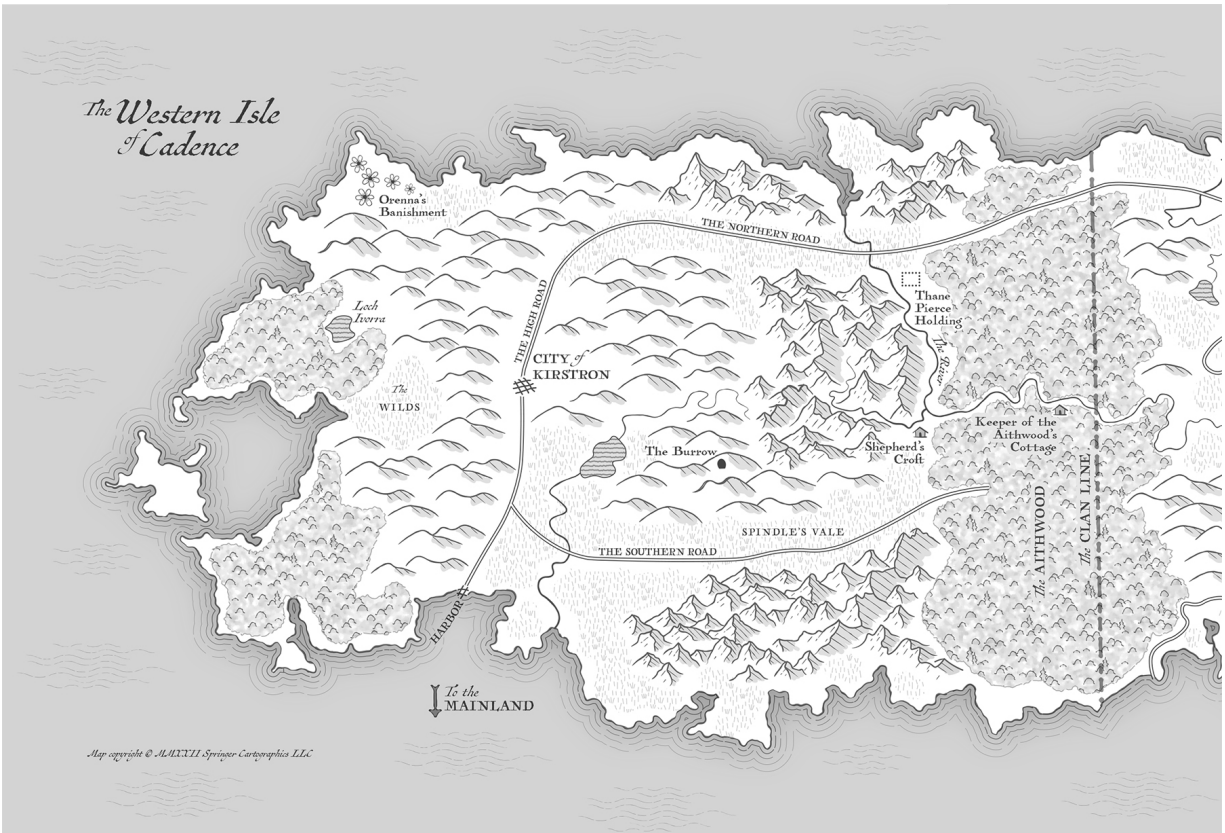 The Western Isle
of Cadence
Orenna's
Banishment
THE NORTHERN ROAD
Thane
Pierce
Holding
Loch
Ivorra
THE HIGH ROAD
The River
CITY of
KIRSTRON
The
WILDS
Keeper of the
Aithwood's
Cottage
Shepherd's
Croft
The Burrow
The CLAN LINE
The AITHWOOD
SPINDLE'S VALE
THE SOUTHERN ROAD
HARBOR
To the
MAINLAND
Map copyright © MMXXII Springer Cartographics LLC